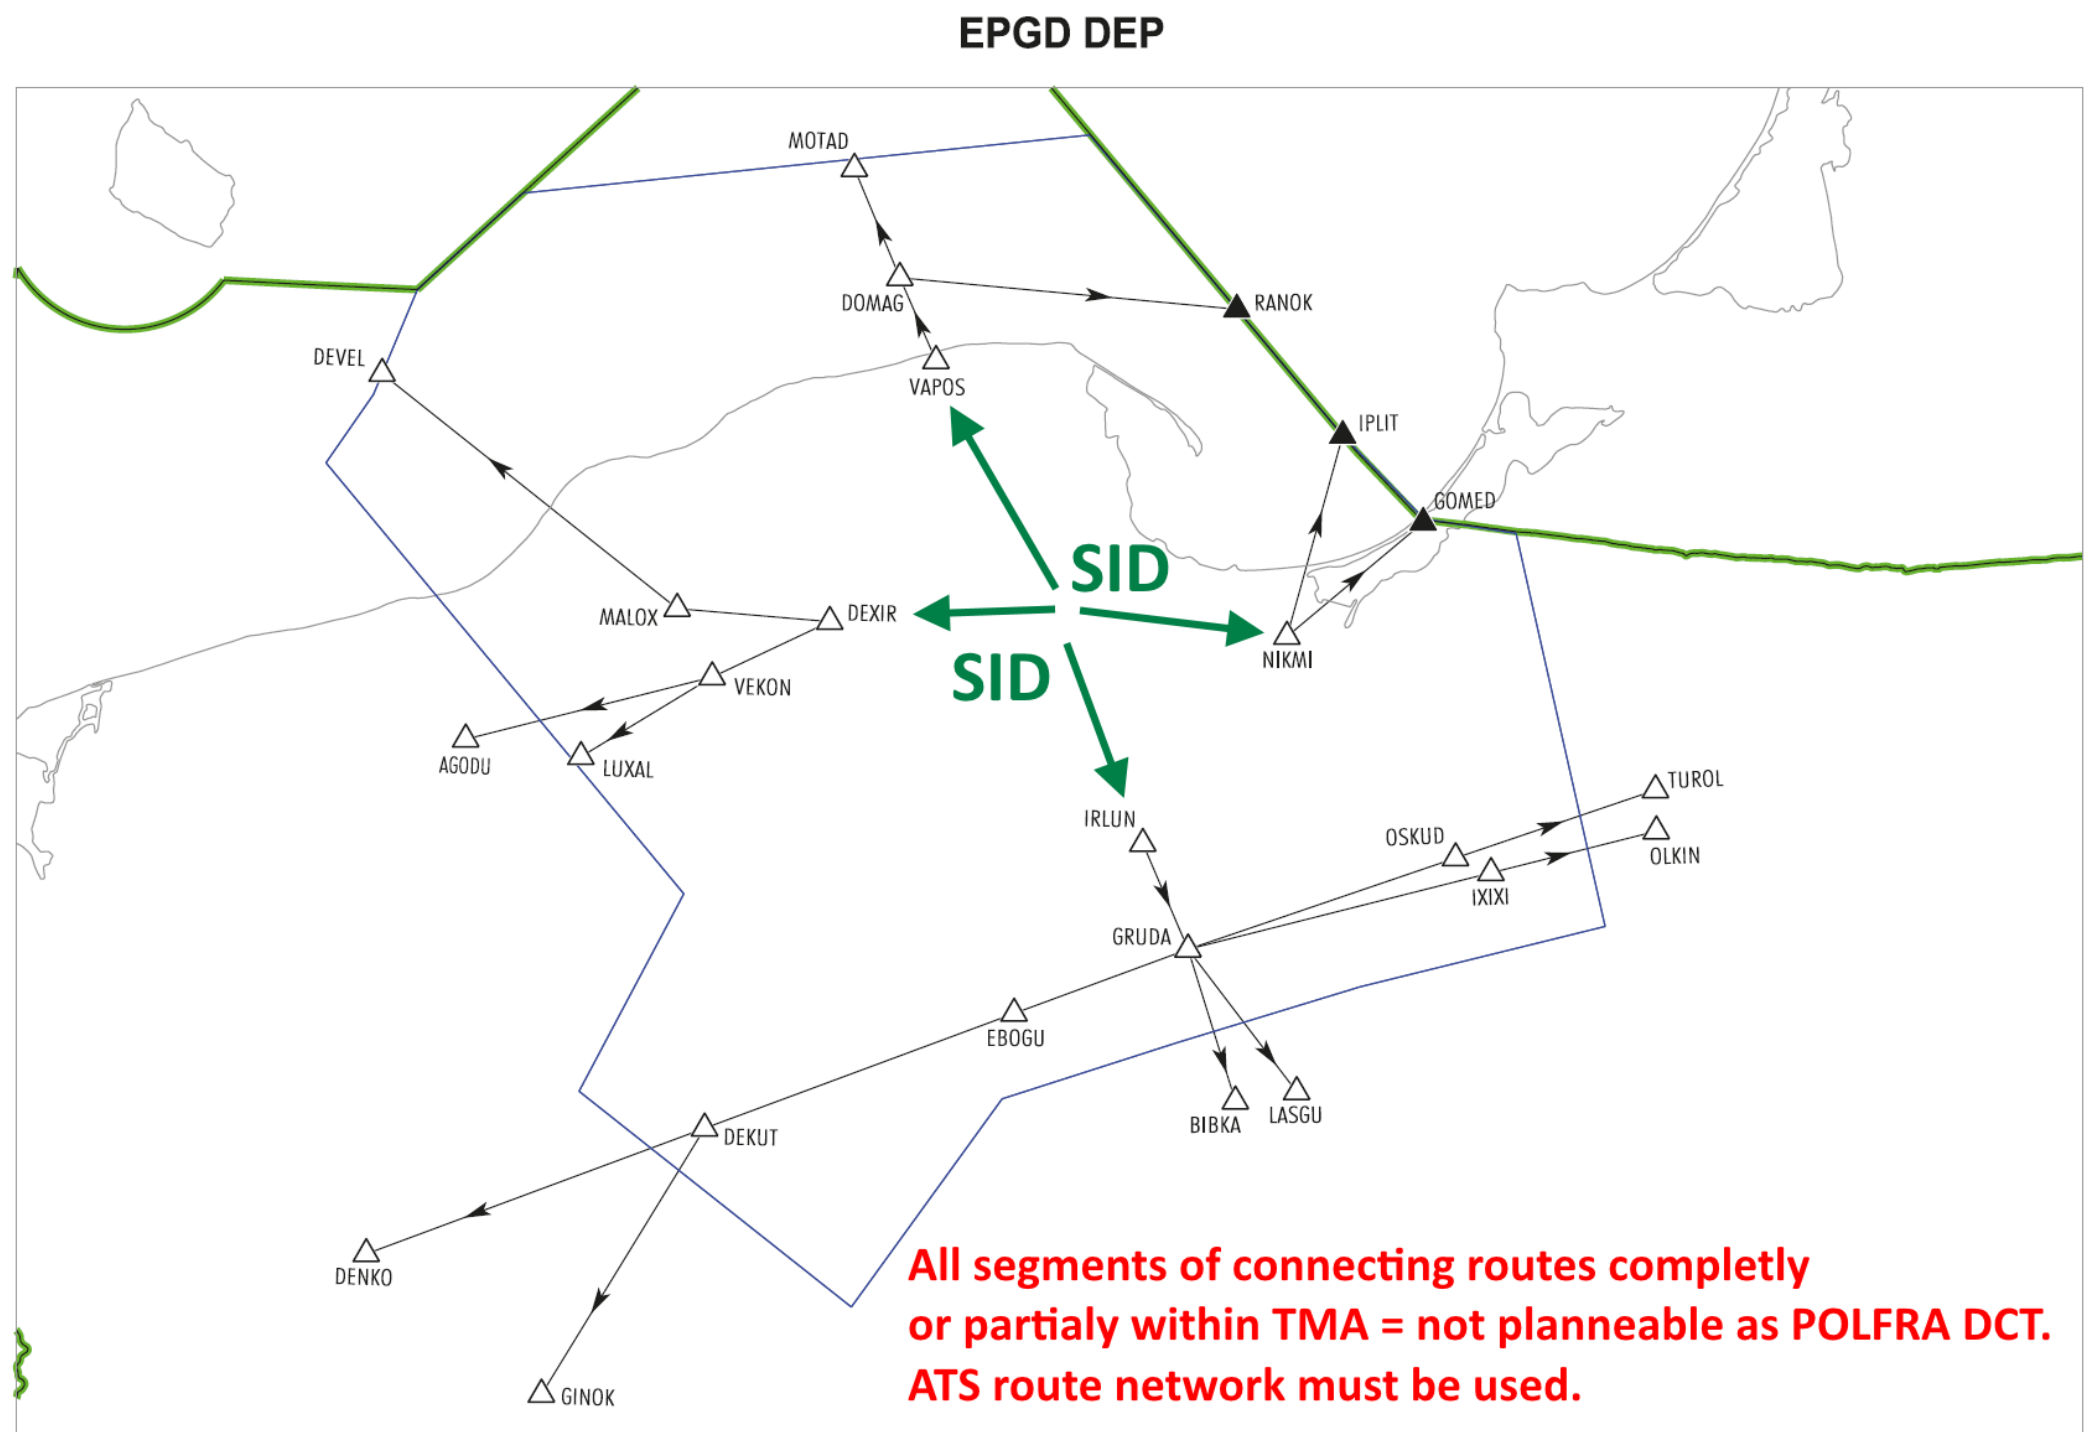 EPGD DEP
MOTAD
DOMAG
RANOK
DEVEL
VAPOS
IPLIT
GOMED
SID
MALOX
DEXIR
NIKMI
SID
VEKON
AGODU
LUXAL
TUROL
IRLUN
OSKUD
OLKIN
IXIXI
GRUDA
EBOGU
BIBKA
LASGU
DEKUT
DENKO
GINOK
All segments of connecting routes completly
or partialy within TMA = not planneable as POLFRA DCT.
ATS route network must be used.